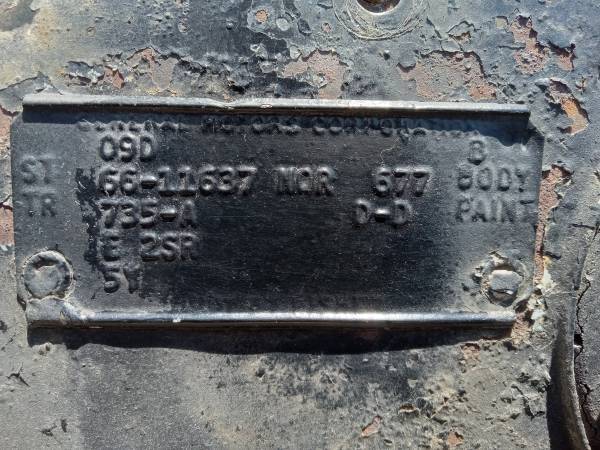 GENERAL MOTORS CORPORATION
09D B
ST 66-11637 NOR 677 BODY
TR 735-A D-D PAINT
E 2SR
5Y